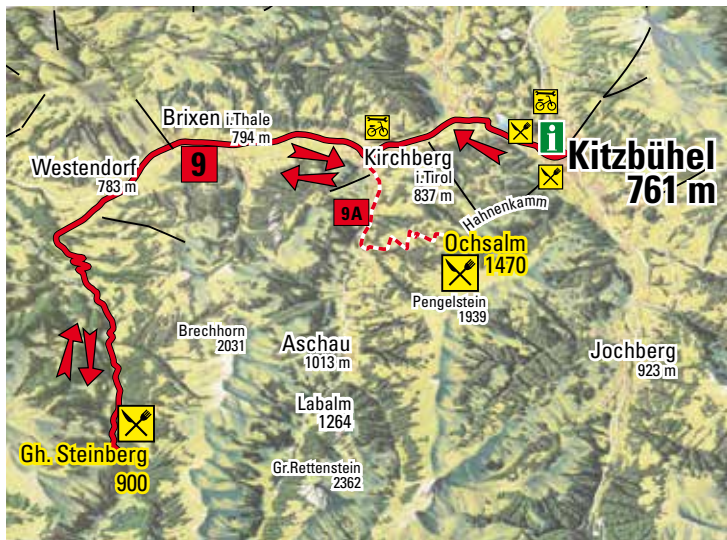 Brixen i:Thale
794 m
Westendorf
783 m
9
Kirchberg
i:Tirol
837 m
i
Kitzbühel
761 m
Hahnenkamm
9A
Ochsalm
1470
Pengelstein
1939
Brechhorn
2031
Aschau
1013 m
Jochberg
923 m
Labalm
1264
Gh. Steinberg
900
Gr.Rettenstein
2362